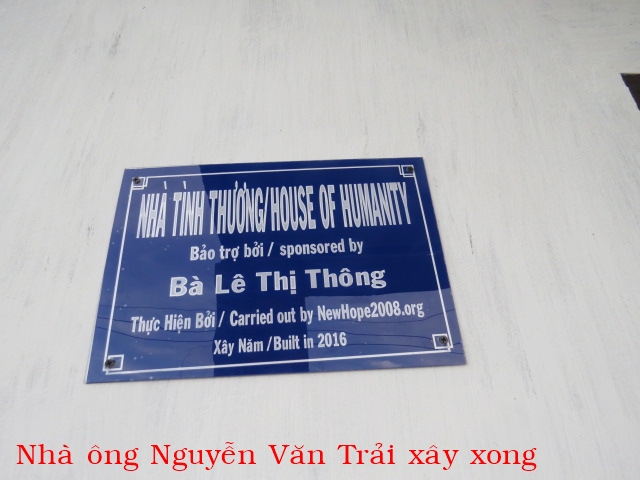 NHÀ TÌNH THƯƠNG/HOUSE OF HUMANITY
Bảo trợ bởi / sponsored by
Bà Lê Thị Thông
Thực Hiện Bởi / Carried out by NewHope2008.org
Xây Năm /Built in 2016
Nhà ông Nguyễn Văn Trải xây xong